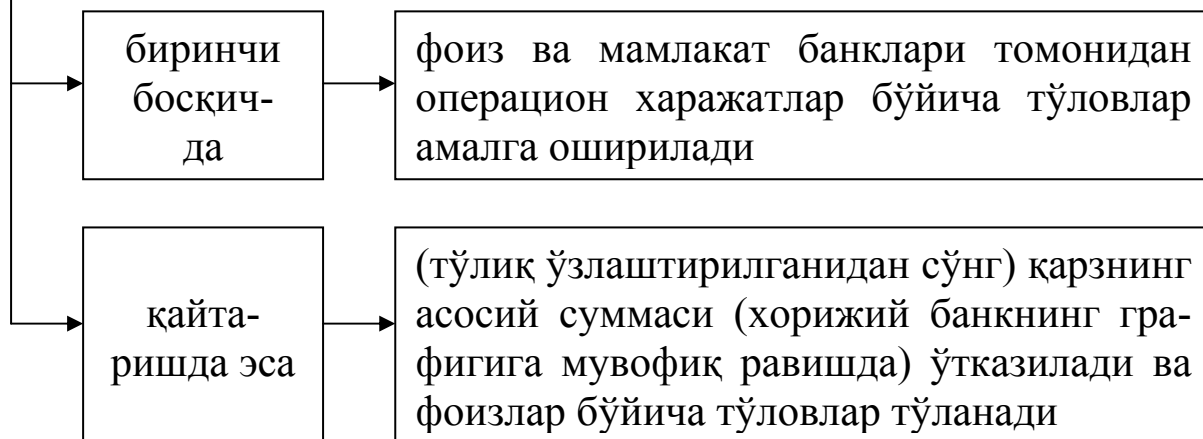 биринчи
босқич-
да
фоиз ва мамлакат банклари томонидан
операцион харажатлар бўйича тўловлар
амалга оширилади
қайта-
ришда эса
(тўлиқ ўзлаштирилганидан сўнг) қарзнинг
асосий суммаси (хорижий банкнинг гра-
фигига мувофиқ равишда) ўтказилади ва
фоизлар бўйича тўловлар тўланади